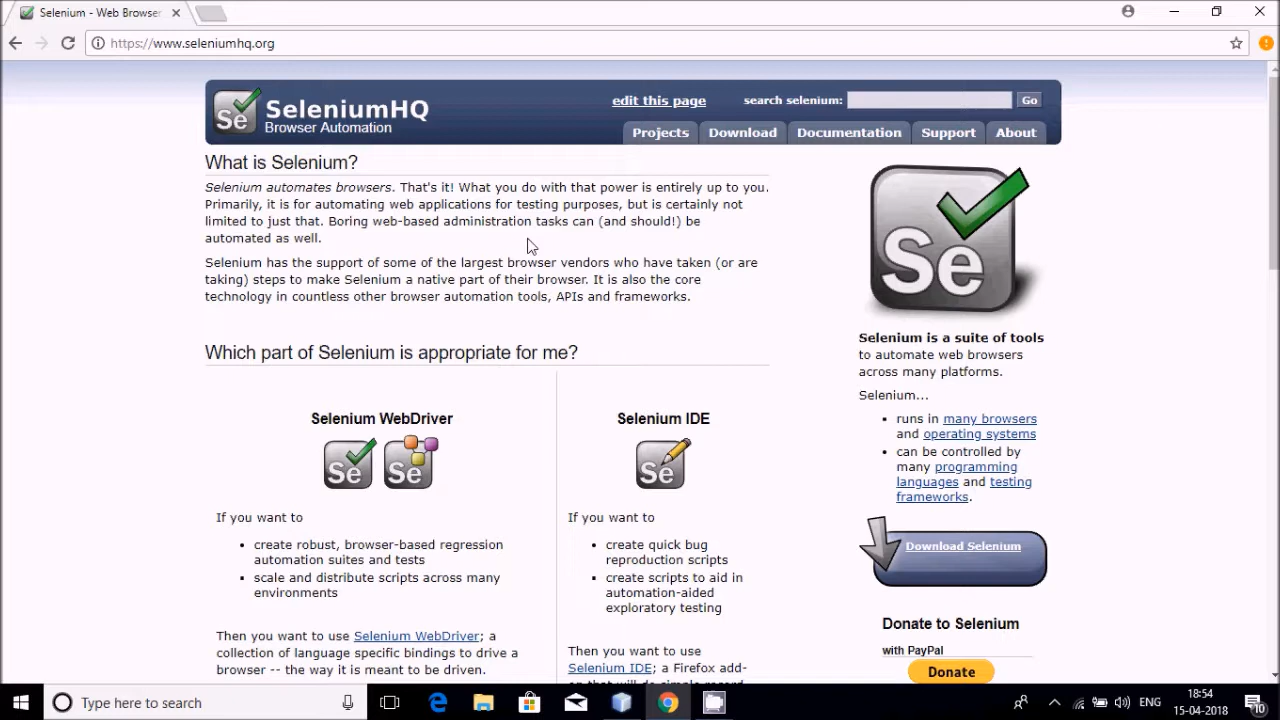 Selenium - Web Browser
https://www.seleniumhq.org
Se
SeleniumHQ
Browser Automation
edit this page
search selenium:
Go
Projects
Download
Documentation
Support
About
What is Selenium?
Selenium automates browsers. That's it! What you do with that power is entirely up to you.
Primarily, it is for automating web applications for testing purposes, but is certainly not
limited to just that. Boring web-based administration tasks can (and should!) be
automated as well.
Selenium has the support of some of the largest browser vendors who have taken (or are
taking) steps to make Selenium a native part of their browser. It is also the core
technology in countless other browser automation tools, APIs and frameworks.
Which part of Selenium is appropriate for me?
Selenium WebDriver
Se
Se
If you want to
• create robust, browser-based regression
automation suites and tests
• scale and distribute scripts across many
environments
Then you want to use Selenium WebDriver; a
collection of language specific bindings to drive a
browser -- the way it is meant to be driven.
Selenium IDE
Se
If you want to
• create quick bug
reproduction scripts
• create scripts to aid in
automation-aided
exploratory testing
Then you want to use
Selenium IDE; a Firefox add-
on that will do simple record
Se
Selenium is a suite of tools
to automate web browsers
across many platforms.
Selenium...
• runs in many browsers
and operating systems
• can be controlled by
many programming
languages and testing
frameworks.
Download Selenium
Donate to Selenium
with PayPal
Donate
Type here to search
ENG
18:54
15-04-2018
10